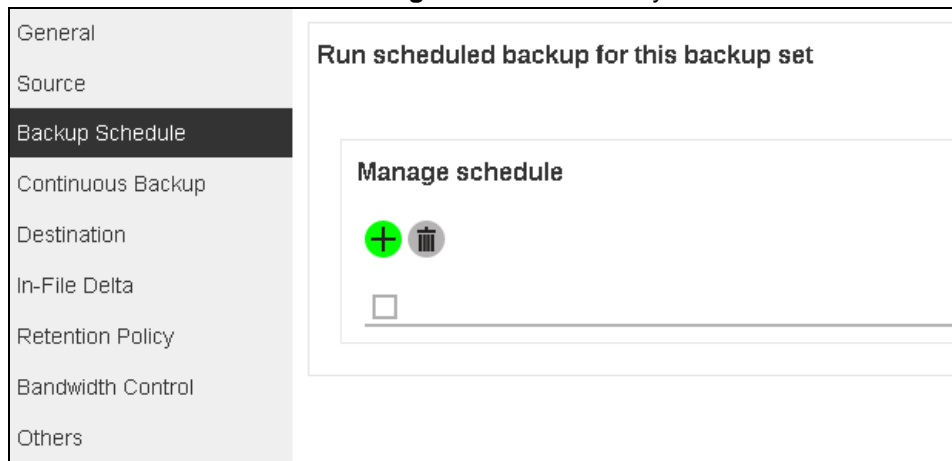 General
Source
Backup Schedule
Continuous Backup
Destination
In-File Delta
Retention Policy
Bandwidth Control
Others
Run scheduled backup for this backup set
Manage schedule